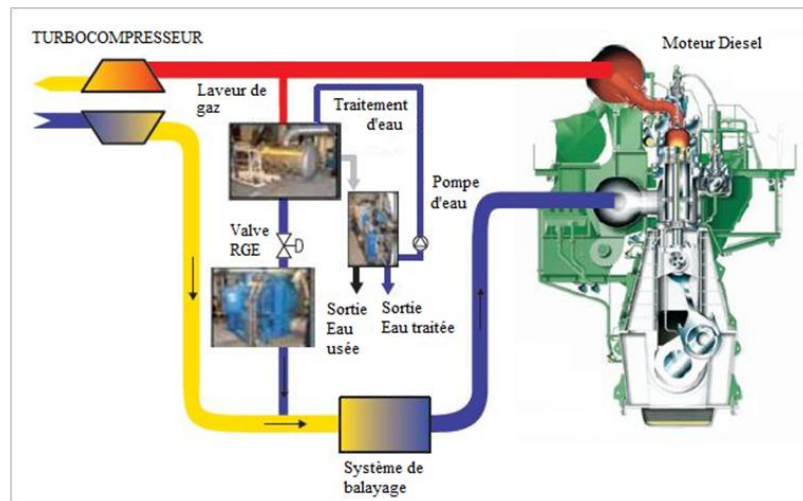 TURBOCOMPRESSEUR
Moteur Diesel
Laveur de
gaz
Traitement
d'eau
Pompe
d'eau
Valve
RGE
Sortie
Eau
usée
Sortie
Eau traitée
Système de
balayage